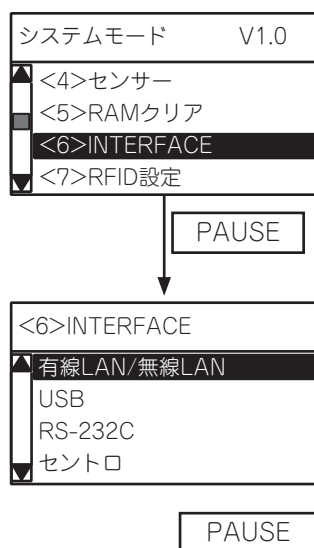 システムモード V1.0
<4>センサー
<5>RAMクリア
<6>INTERFACE
<7>RFID設定
PAUSE
<6>INTERFACE
有線LAN/無線LAN
USB
RS-232C
セントロ
PAUSE